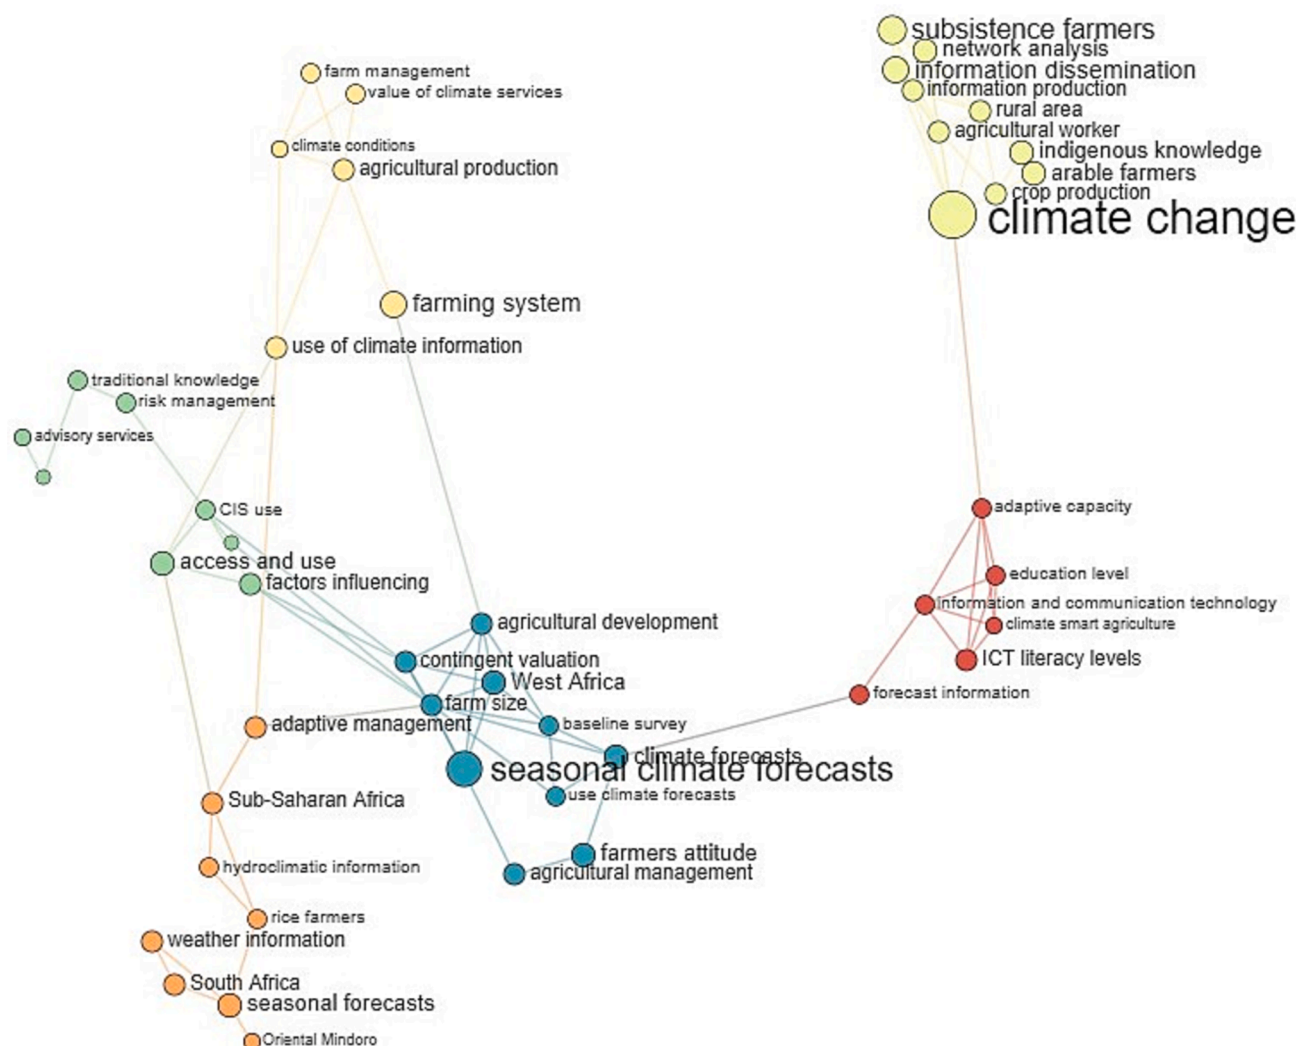 subsistence farmers
network analysis
information dissemination
information production
rural area
agricultural worker
indigenous knowledge
arable farmers
crop production
climate change
farm management
value of climate services
climate conditions
agricultural production
farming system
use of climate information
traditional knowledge
risk management
advisory services
CIS use
access and use
factors influencing
adaptive capacity
education level
information and communication technology
climate smart agriculture
ICT literacy levels
forecast information
agricultural development
contingent valuation
West Africa
farm size
baseline survey
adaptive management
climate forecasts
seasonal climate forecasts
use climate forecasts
farmers attitude
agricultural management
Sub-Saharan Africa
hydroclimatic information
rice farmers
weather information
South Africa
seasonal forecasts
Oriental Mindoro